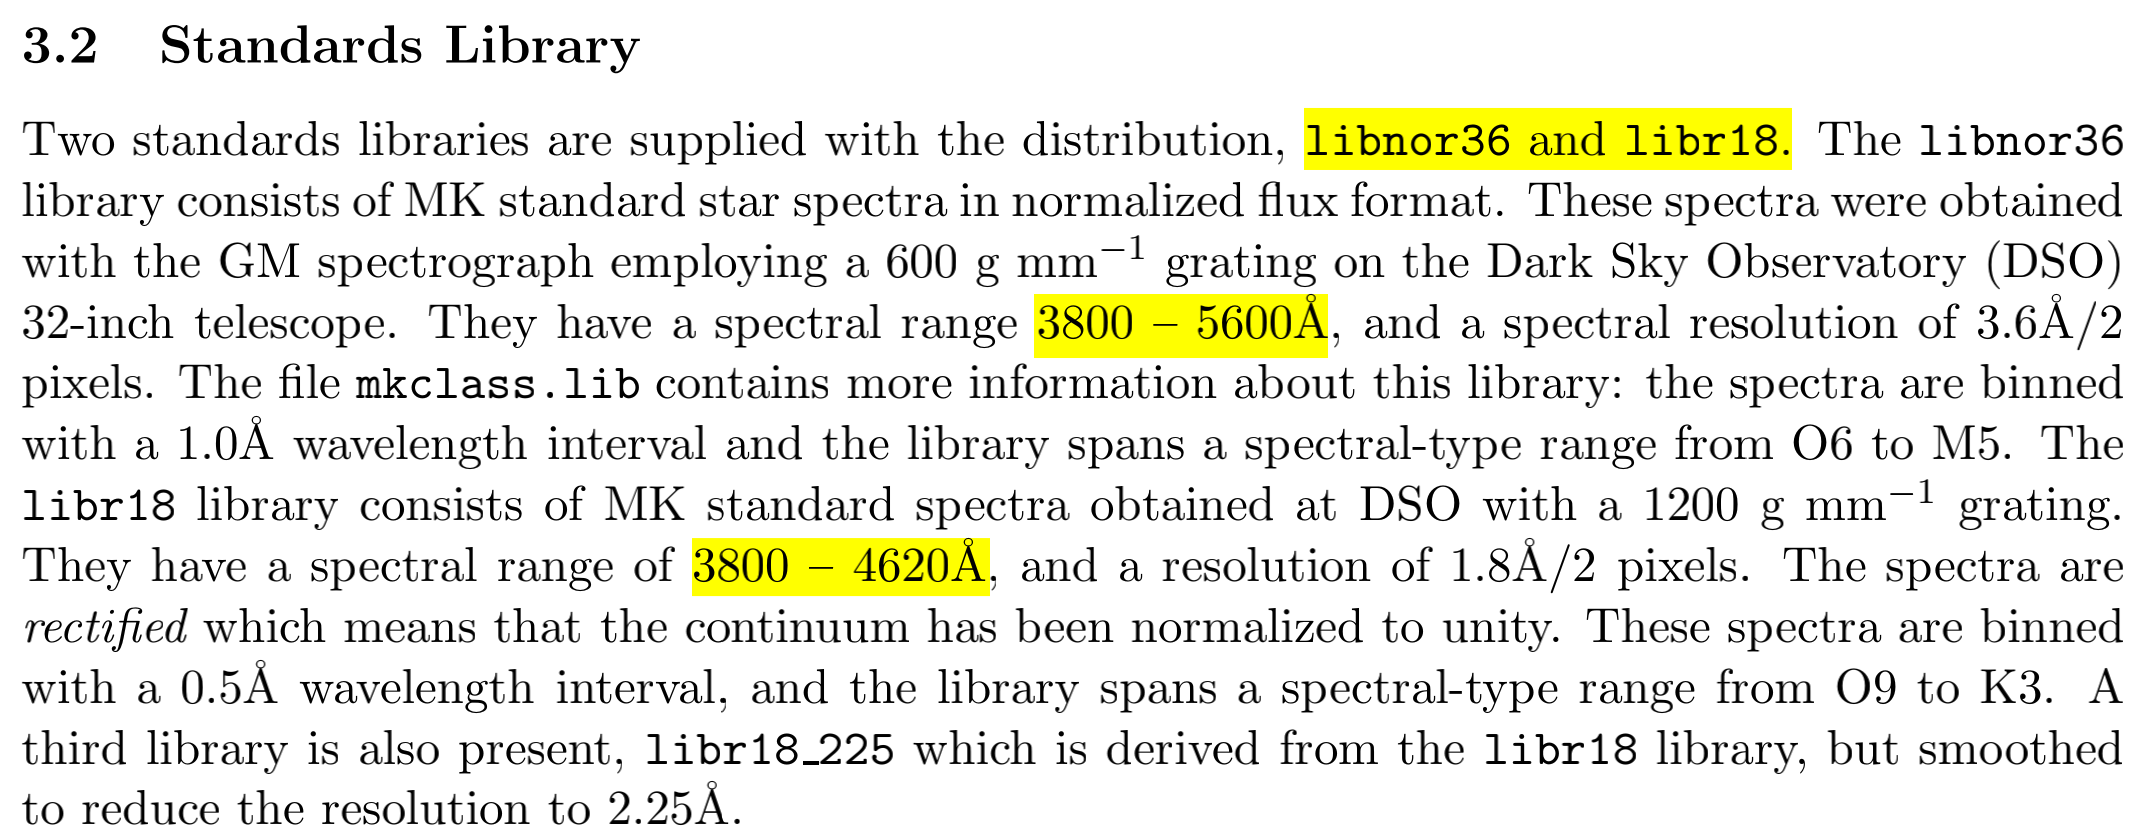 3.2 Standards Library
Two standards libraries are supplied with the distribution, libnor36 and libr18. The libnor36
library consists of MK standard star spectra in normalized flux format. These spectra were obtained
with the GM spectrograph employing a 600 g mm⁻¹ grating on the Dark Sky Observatory (DSO)
32-inch telescope. They have a spectral range 3800 – 5600Å, and a spectral resolution of 3.6Å/2
pixels. The file mkclass.lib contains more information about this library: the spectra are binned
with a 1.0Å wavelength interval and the library spans a spectral-type range from O6 to M5. The
libr18 library consists of MK standard spectra obtained at DSO with a 1200 g mm⁻¹ grating.
They have a spectral range of 3800 – 4620Å, and a resolution of 1.8Å/2 pixels. The spectra are
rectified which means that the continuum has been normalized to unity. These spectra are binned
with a 0.5Å wavelength interval, and the library spans a spectral-type range from O9 to K3. A
third library is also present, libr18_225 which is derived from the libr18 library, but smoothed
to reduce the resolution to 2.25Å.